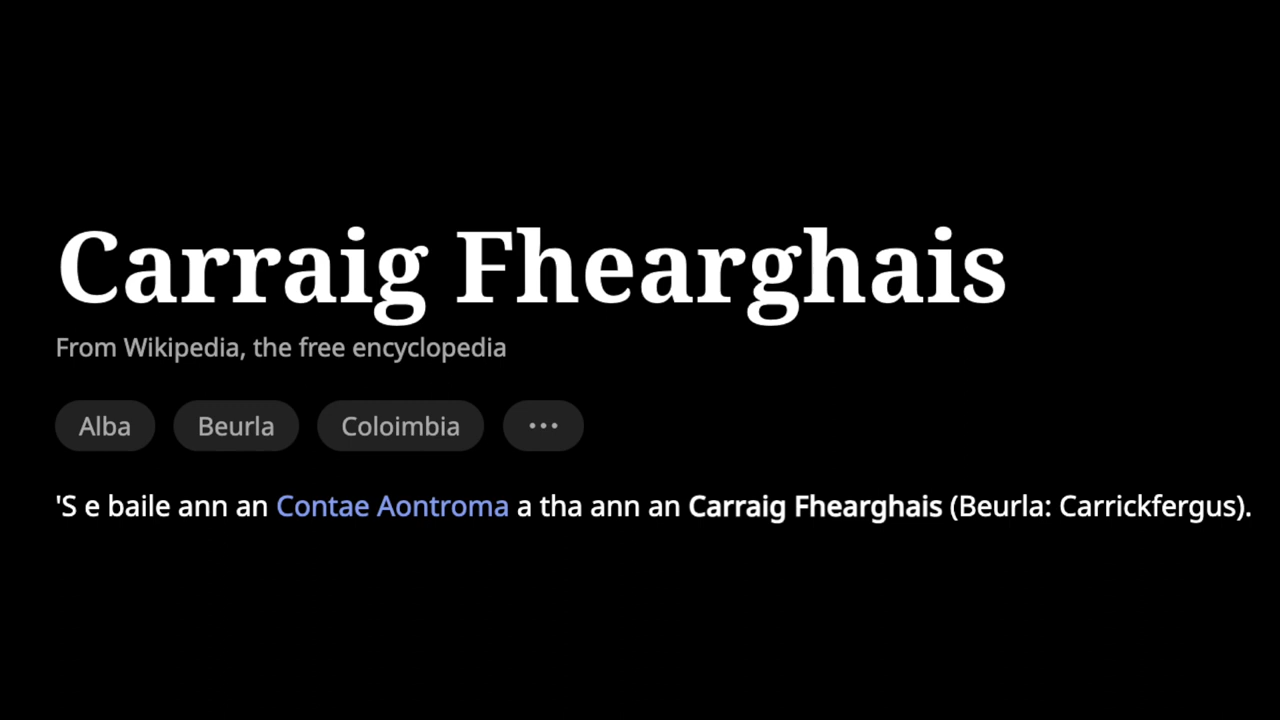 Carraig Fhearghais
From Wikipedia, the free encyclopedia
Alba Beurla Coloimbia •••
'S e baile ann an Contae Aontroma a tha ann an Carraig Fhearghais (Beurla: Carrickfergus).